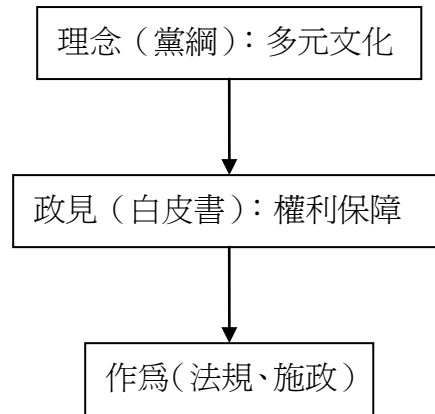 理念（黨綱）：多元文化
政見（白皮書）：權利保障
作為（法規、施政）